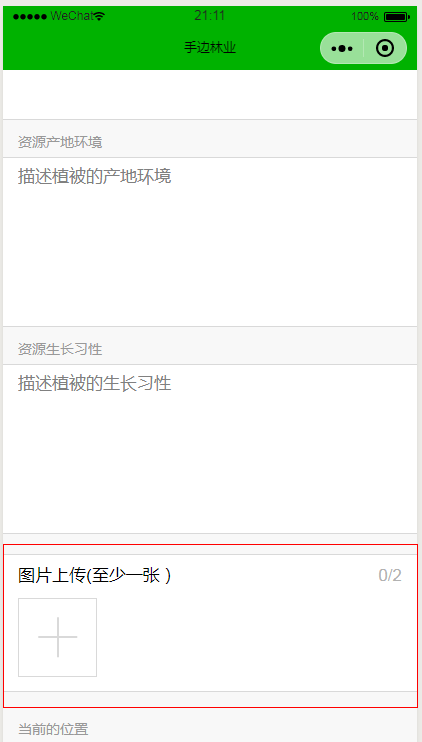 ●●●●● WeChat 21:11 100%
手边林业
资源产地环境
描述植被的产地环境
资源生长习性
描述植被的生长习性
图片上传(至少一张 ) 0/2
当前的位置